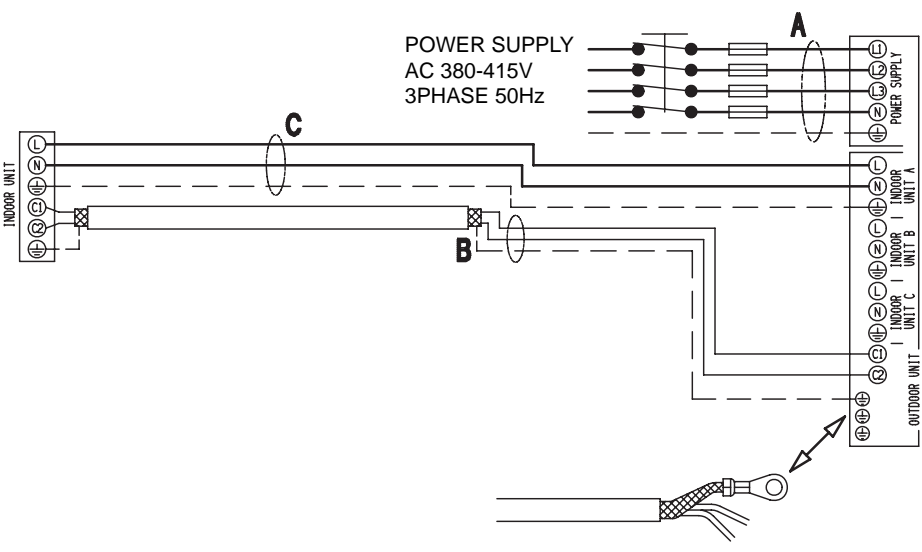 A
POWER SUPPLY
AC 380-415V
3PHASE 50Hz
L1
L2
L3
N
POWER SUPPLY
C
INDOOR UNIT
L
N
C1
C2
B
L
N
INDOOR UNIT A
L
N
INDOOR UNIT B
L
N
INDOOR UNIT C
C1
C2
OUTDOOR UNIT